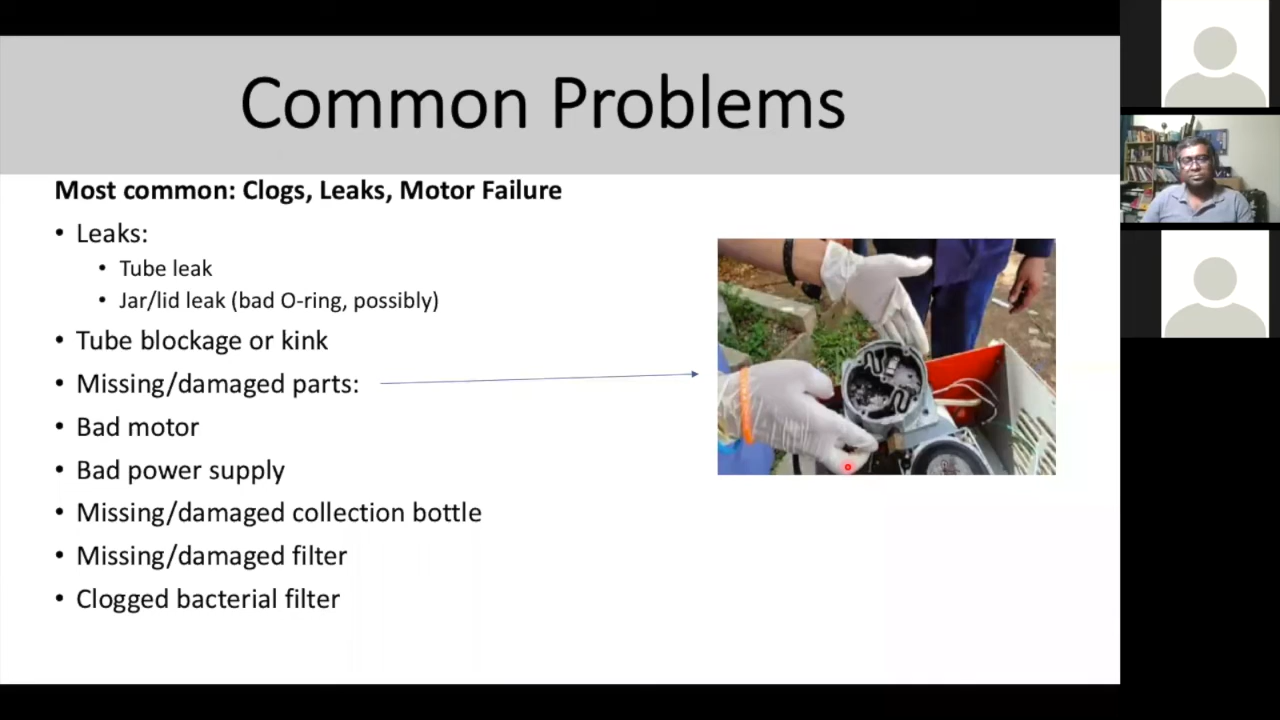 Common Problems
Most common: Clogs, Leaks, Motor Failure
• Leaks:
• Tube leak
• Jar/lid leak (bad O-ring, possibly)
• Tube blockage or kink
• Missing/damaged parts:
• Bad motor
• Bad power supply
• Missing/damaged collection bottle
• Missing/damaged filter
• Clogged bacterial filter